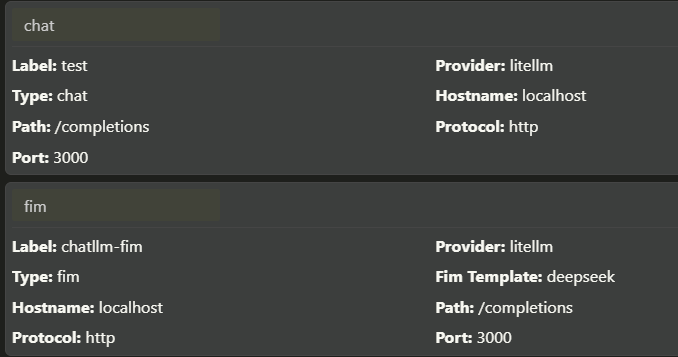 chat
Label: test Provider: litellm
Type: chat Hostname: localhost
Path: /completions Protocol: http
Port: 3000
fim
Label: chatllm-fim Provider: litellm
Type: fim Fim Template: deepseek
Hostname: localhost Path: /completions
Protocol: http Port: 3000